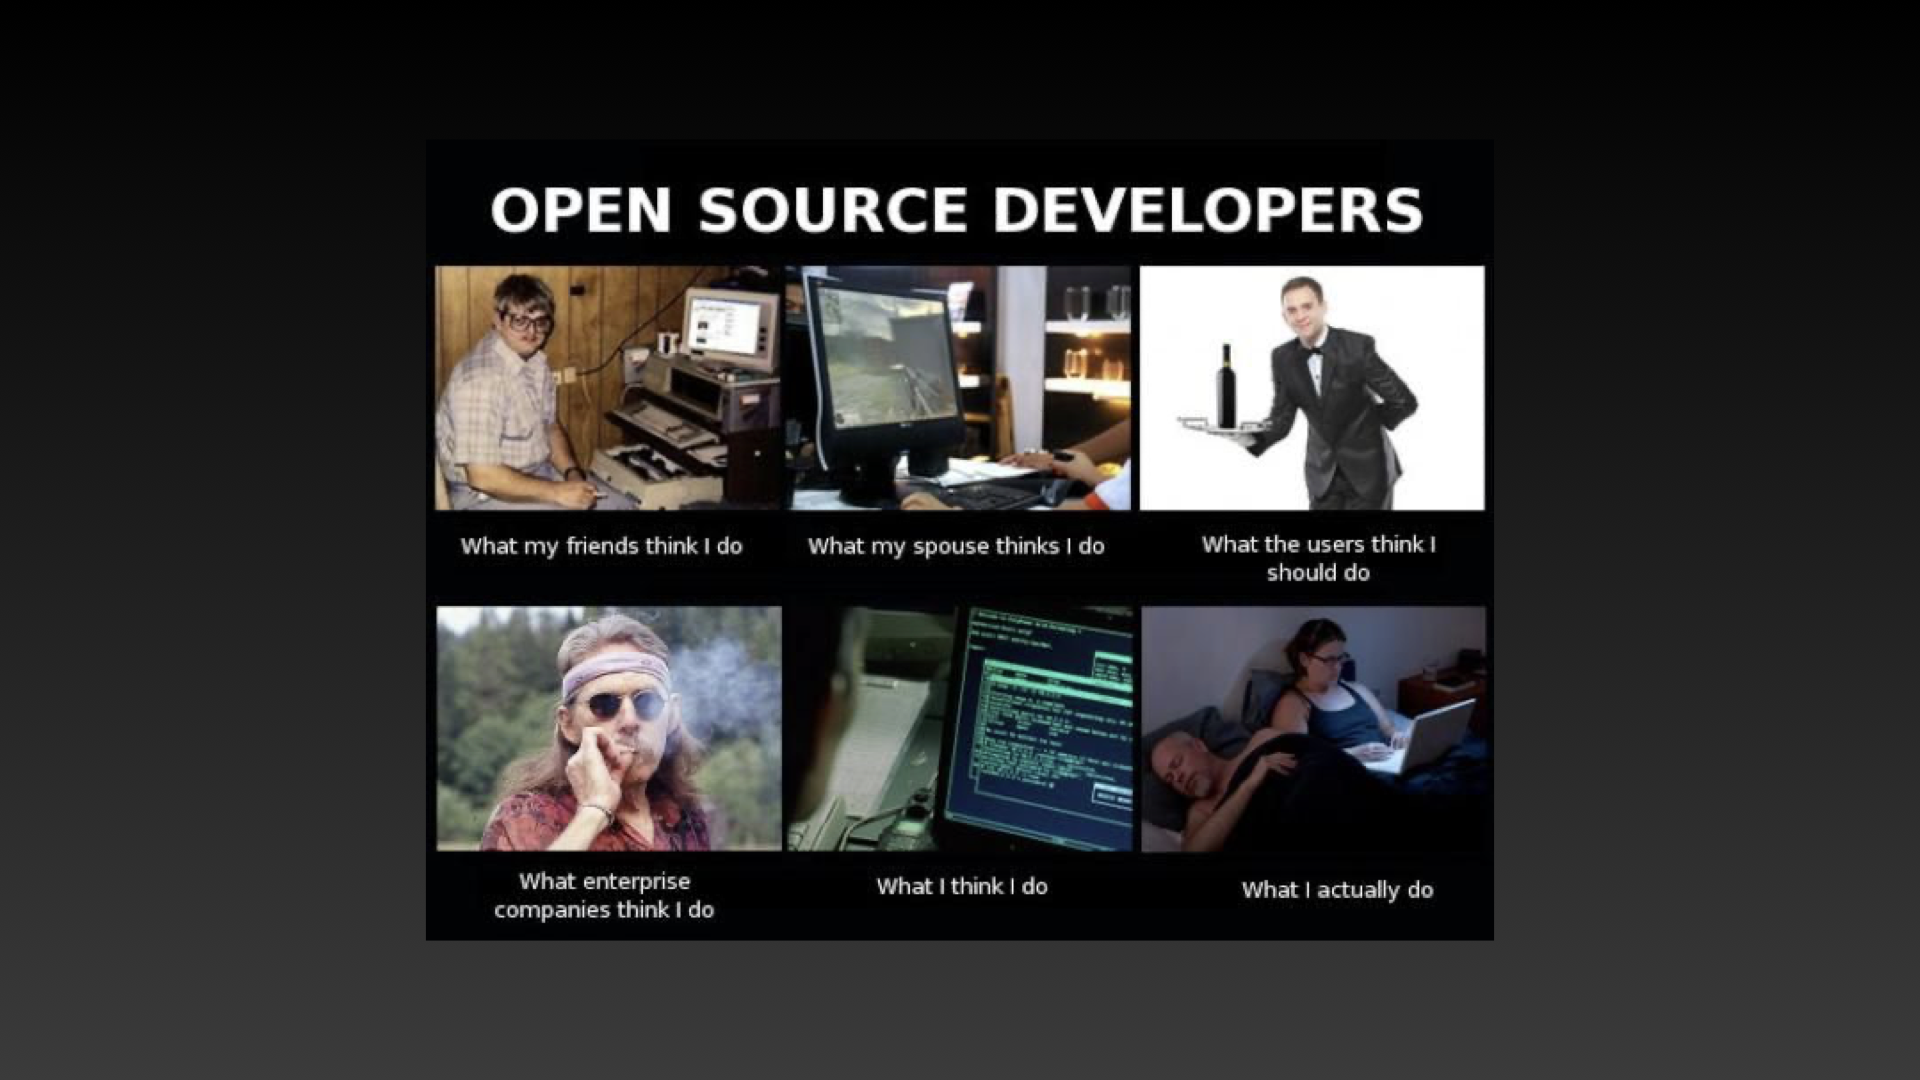 OPEN SOURCE DEVELOPERS
What my friends think I do
What my spouse thinks I do
What the users think I
should do
What enterprise
companies think I do
What I think I do
What I actually do